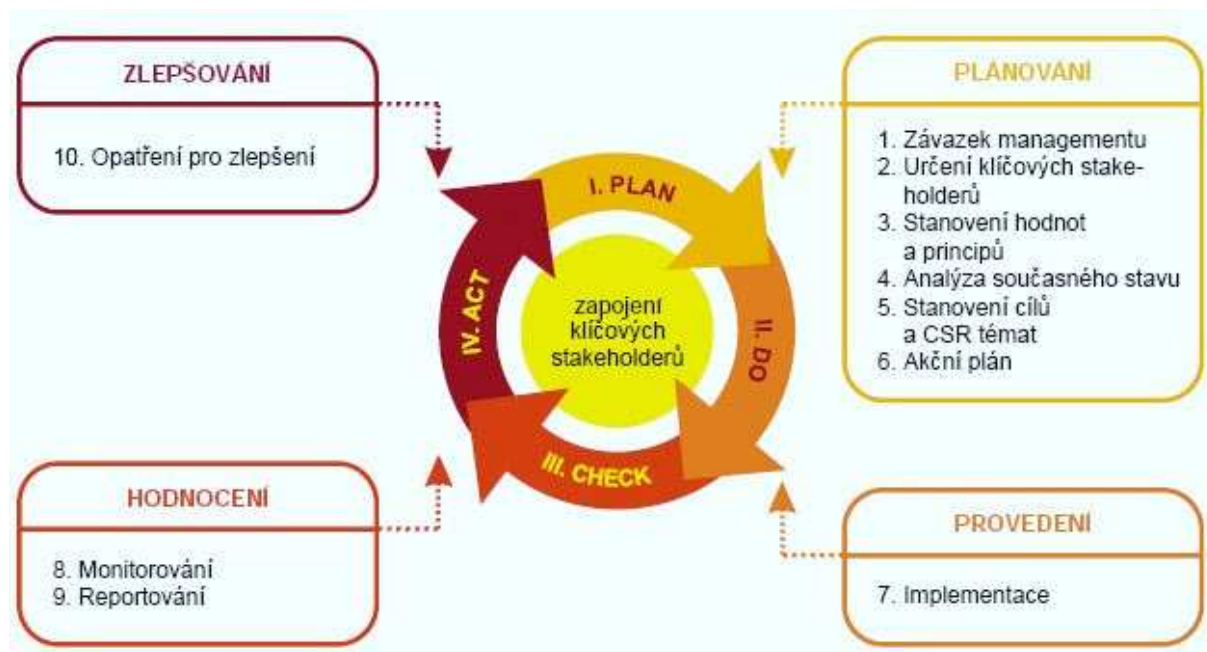 ZLEPŠOVÁNÍ
10. Opatření pro zlepšení
PLÁNOVÁNÍ
1. Závazek managementu
2. Určení klíčových stake-
holderů
3. Stanovení hodnot
a principů
4. Analýza současného stavu
5. Stanovení cílů
a CSR témat
6. Akční plán
I. PLAN
II. DO
III. CHECK
IV. ACT
zapojení
klíčových
stakeholderů
HODNOCENÍ
8. Monitorování
9. Reportování
PROVEDENÍ
7. Implementace